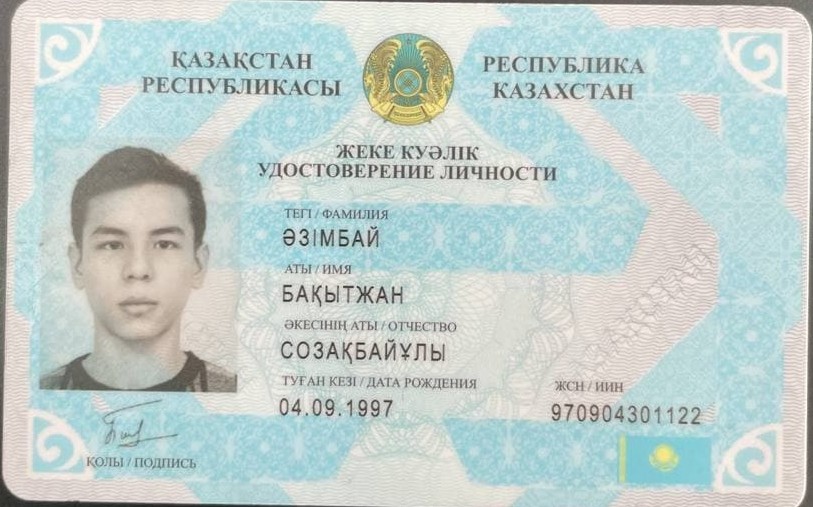 ҚАЗАҚСТАН
РЕСПУБЛИКАСЫ
РЕСПУБЛИКА
КАЗАХСТАН
ЖЕКЕ КУӘЛІК
УДОСТОВЕРЕНИЕ ЛИЧНОСТИ
ТЕГІ / ФАМИЛИЯ
ӘЗІМБАЙ
АТЫ / ИМЯ
БАҚЫТЖАН
ӘКЕСІНІҢ АТЫ / ОТЧЕСТВО
СОЗАҚБАЙҰЛЫ
ТУҒАН КЕЗІ / ДАТА РОЖДЕНИЯ
04.09.1997
ЖСН / ИИН
970904301122
ҚОЛЫ / ПОДПИСЬ